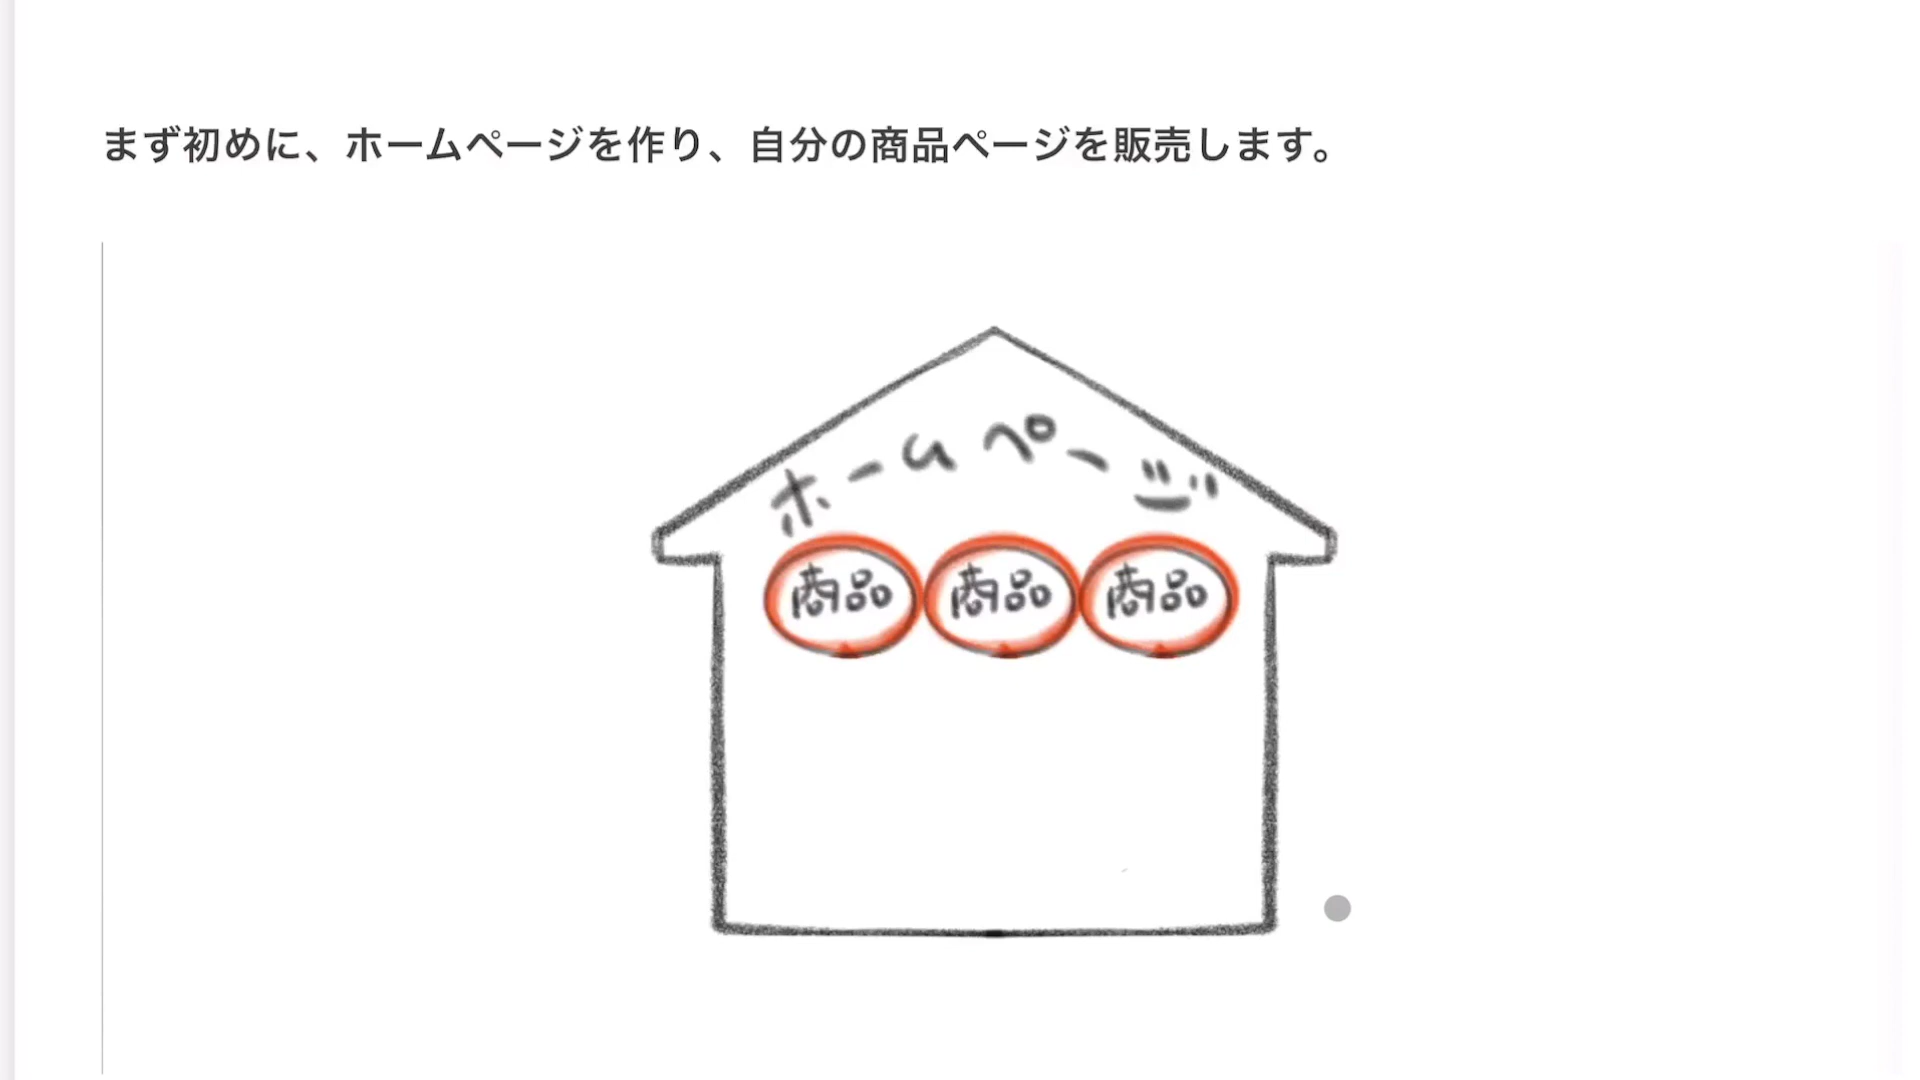 まず初めに、ホームページを作り、自分の商品ページを販売します。
ホームページ
商品 商品 商品